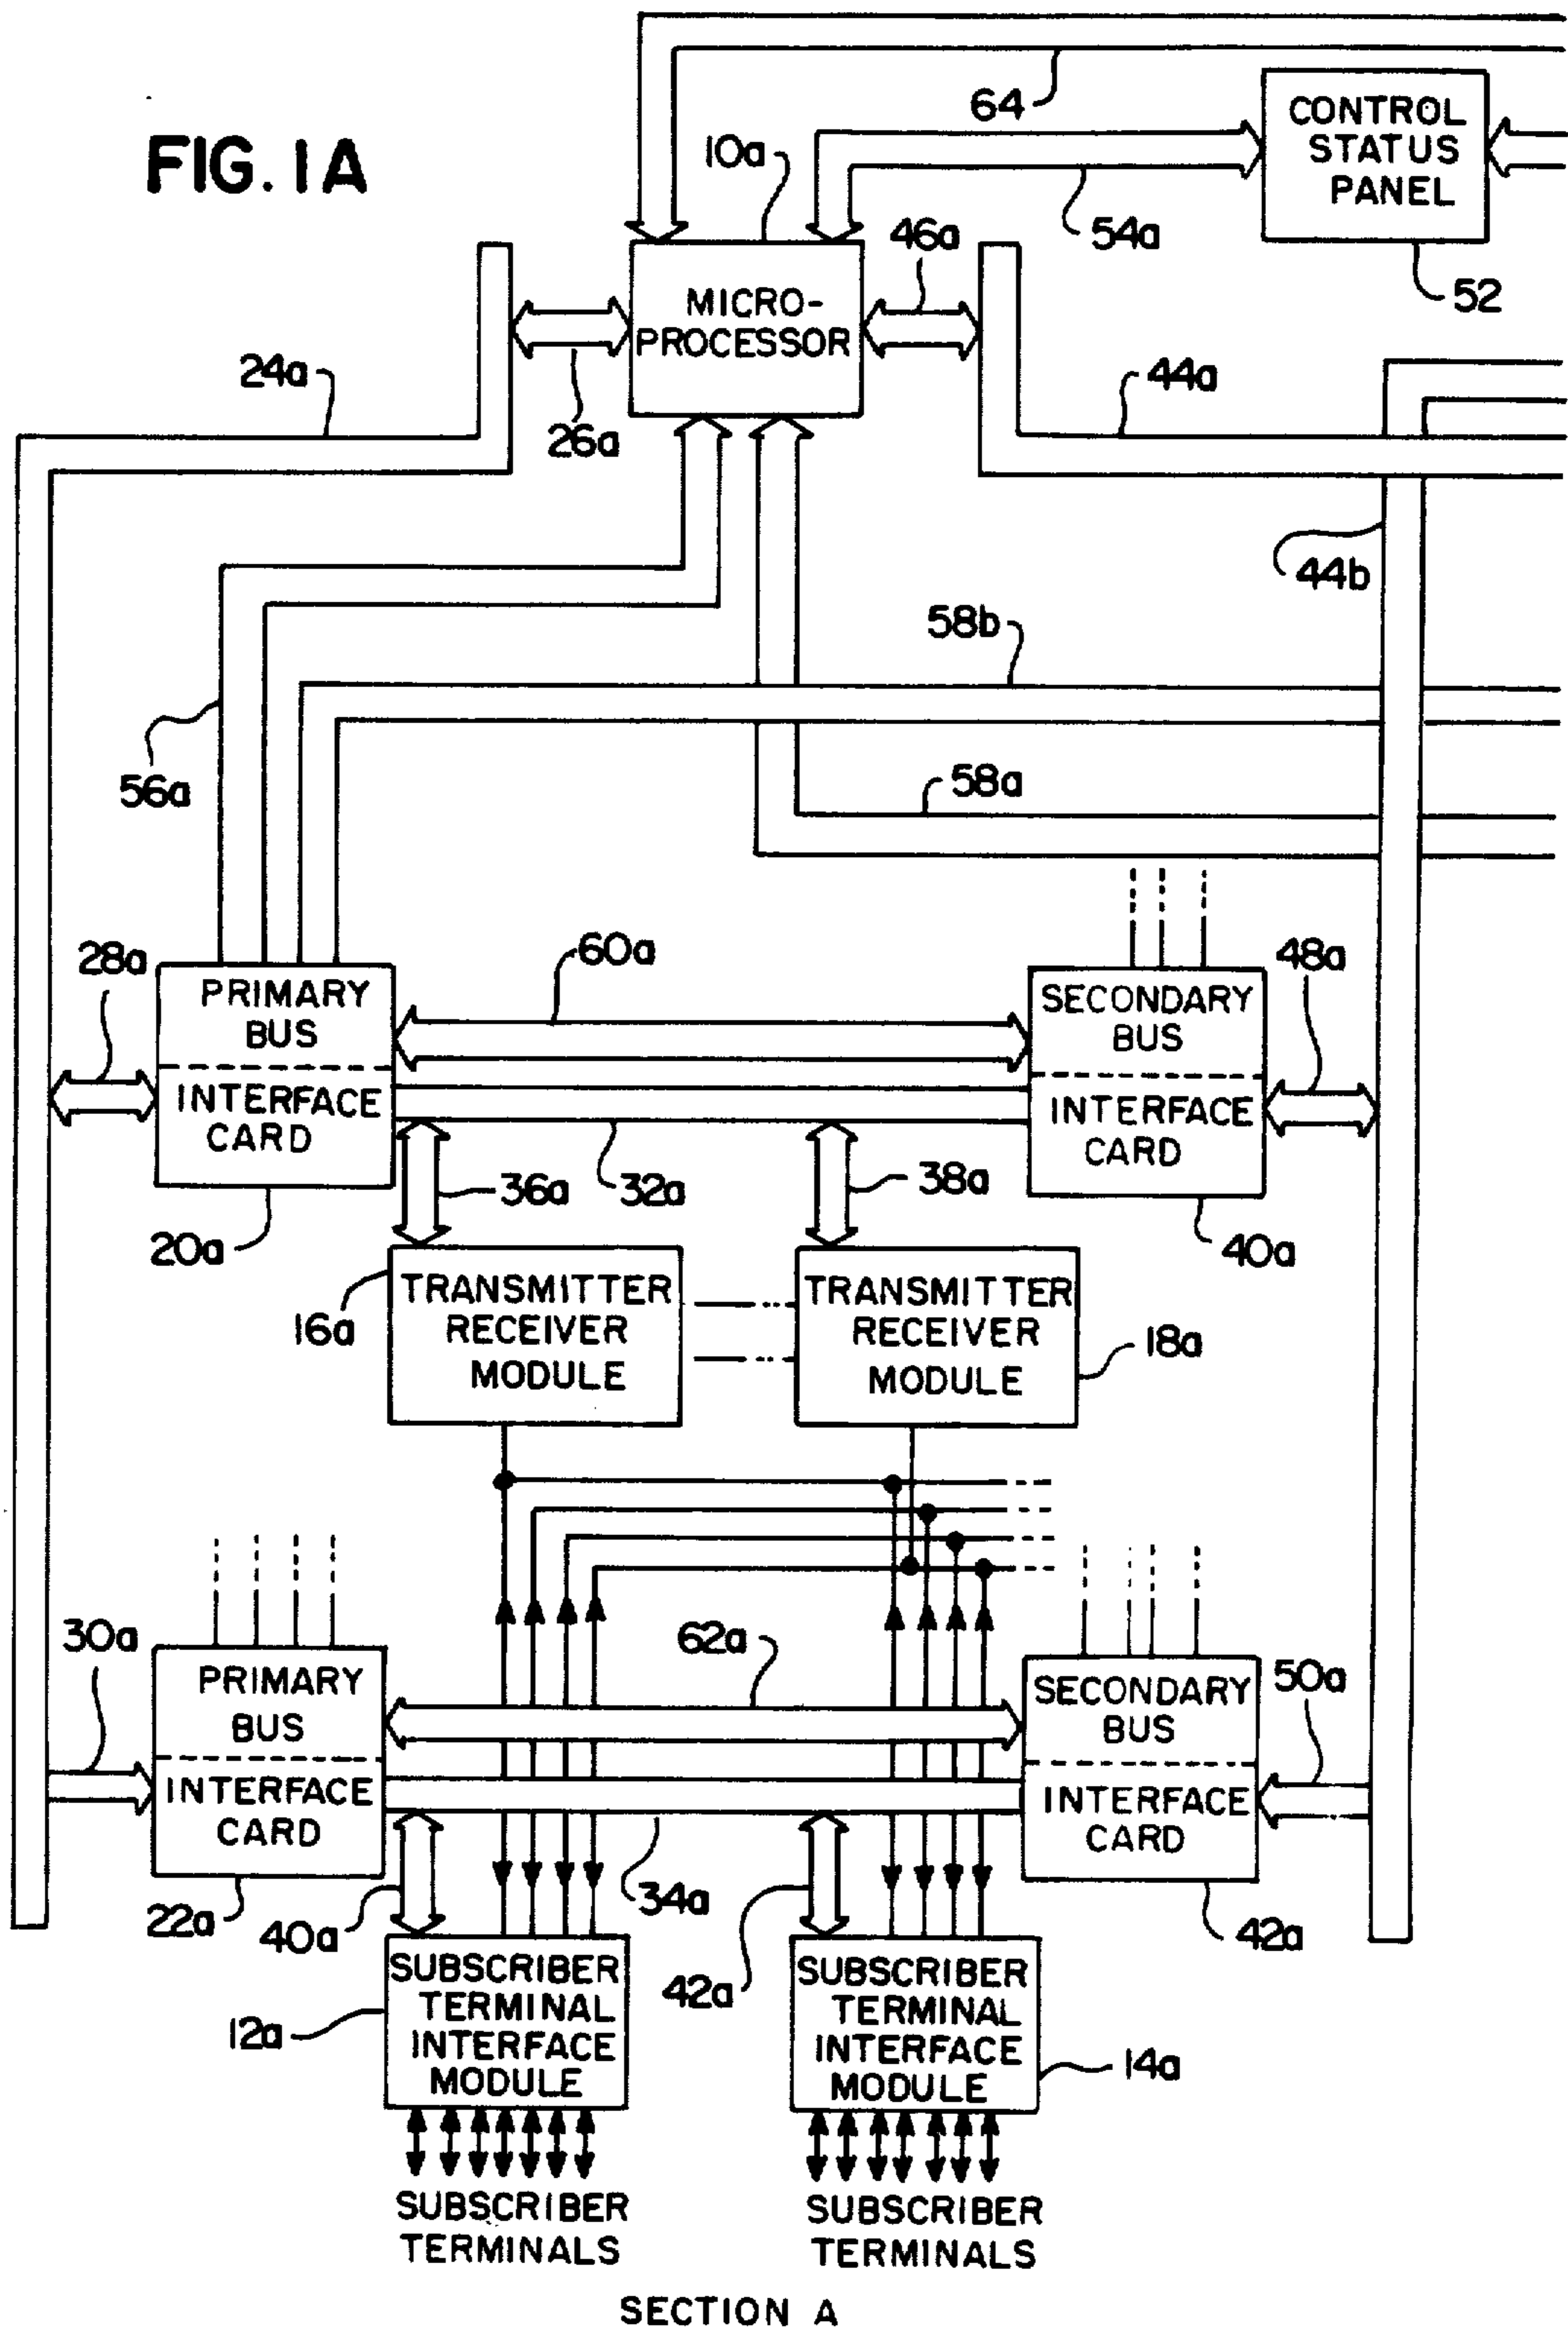 FIG. 1A
64
CONTROL
STATUS
PANEL
10a
54a
46a
52
MICRO-
PROCESSOR
24a
26a
44a
44b
58b
56a
58a
28a
60a
48a
PRIMARY
BUS
INTERFACE
CARD
SECONDARY
BUS
INTERFACE
CARD
36a
32a
38a
20a
40a
TRANSMITTER
RECEIVER
MODULE
TRANSMITTER
RECEIVER
MODULE
16a
18a
30a
62a
50a
PRIMARY
BUS
INTERFACE
CARD
SECONDARY
BUS
INTERFACE
CARD
22a
40a
34a
42a
42a
SUBSCRIBER
TERMINAL
INTERFACE
MODULE
SUBSCRIBER
TERMINAL
INTERFACE
MODULE
12a
14a
SUBSCRIBER
TERMINALS
SUBSCRIBER
TERMINALS
SECTION A